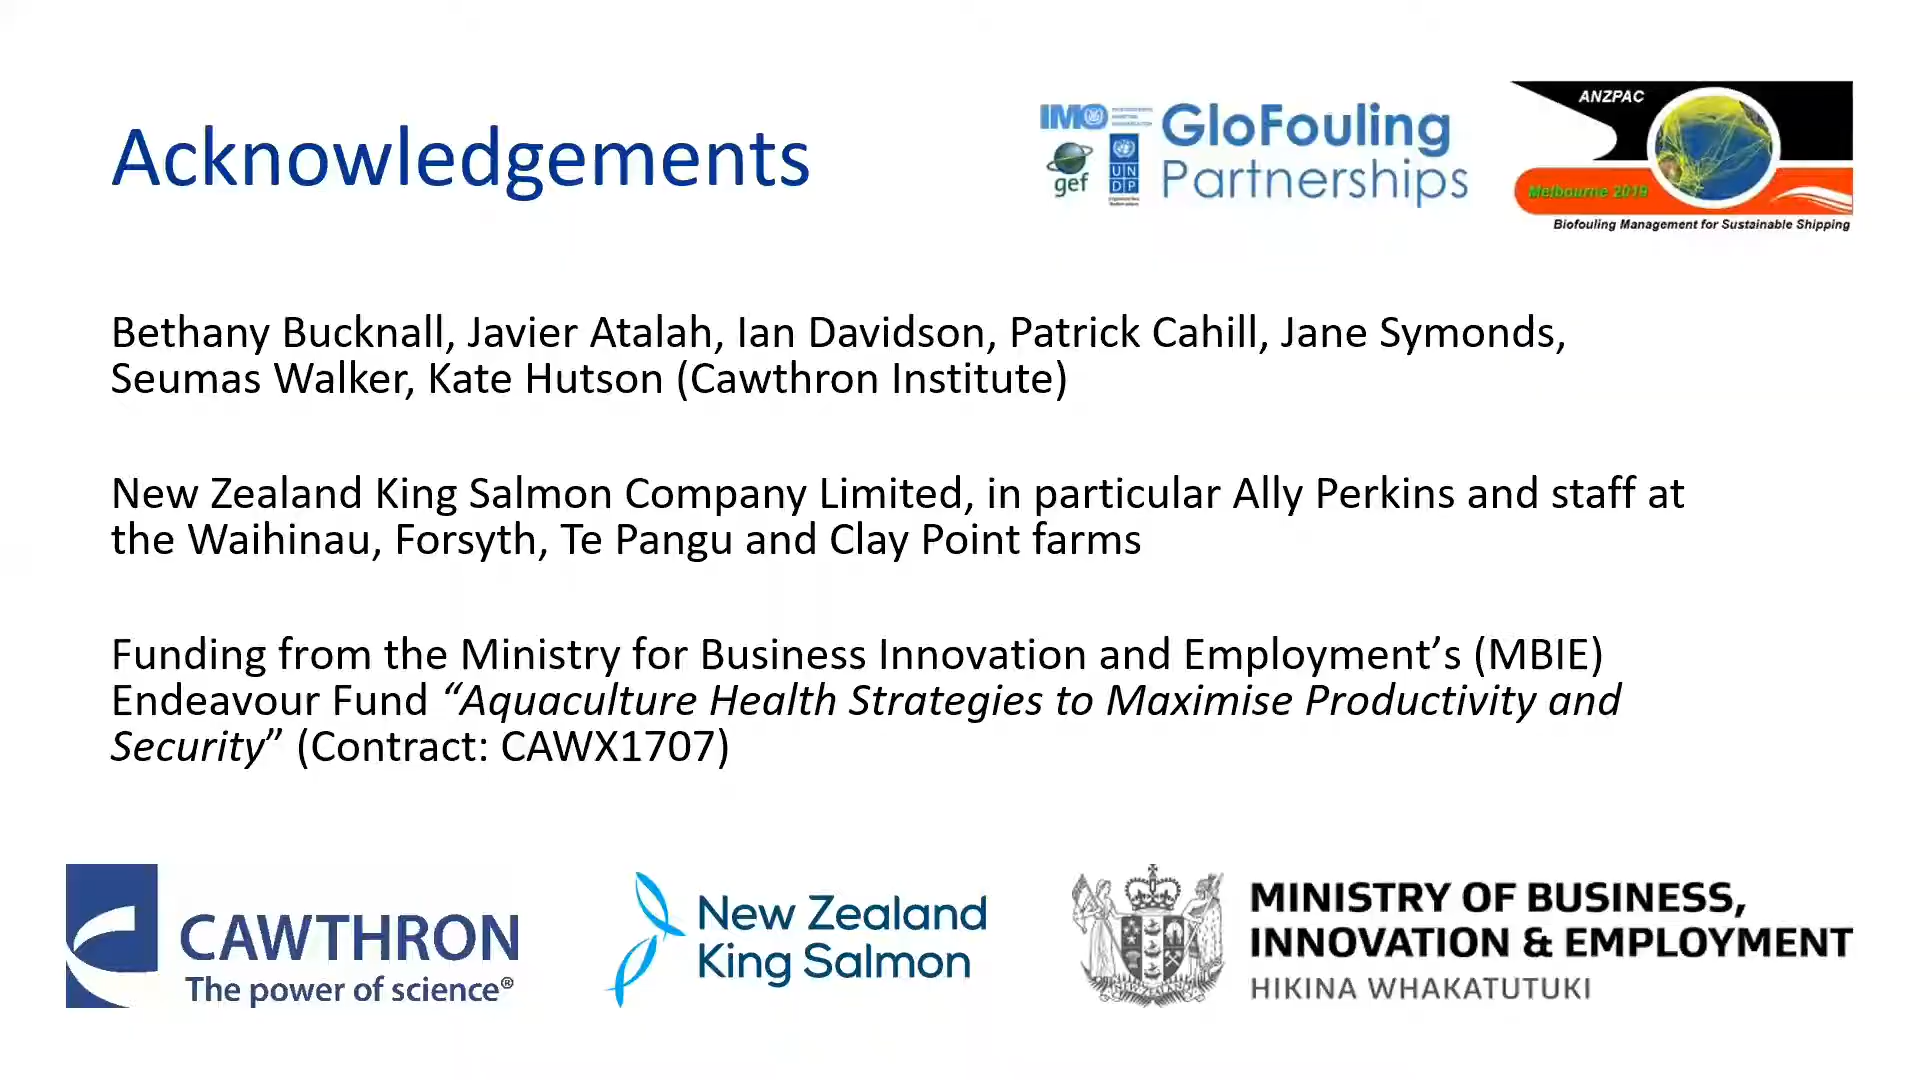 Acknowledgements
IMO
gef
UN
DP
GloFouling
Partnerships
ANZPAC
Melbourne 2019
Biofouling Management for Sustainable Shipping
Bethany Bucknall, Javier Atalah, Ian Davidson, Patrick Cahill, Jane Symonds,
Seumas Walker, Kate Hutson (Cawthron Institute)
New Zealand King Salmon Company Limited, in particular Ally Perkins and staff at
the Waihinau, Forsyth, Te Pangu and Clay Point farms
Funding from the Ministry for Business Innovation and Employment’s (MBIE)
Endeavour Fund “Aquaculture Health Strategies to Maximise Productivity and
Security” (Contract: CAWX1707)
CAWTHRON
The power of science®
New Zealand
King Salmon
MINISTRY OF BUSINESS,
INNOVATION & EMPLOYMENT
HIKINA WHAKATUTUKI